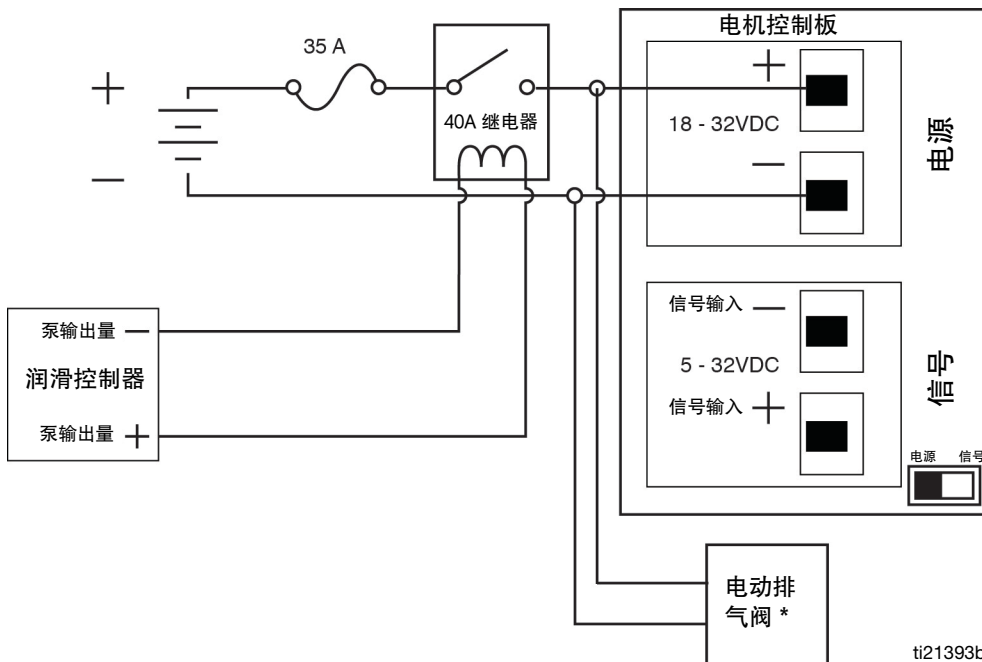 电机控制板
35 A
+
40A 继电器
18 - 32VDC
电源
信号输入 —
泵输出量 —
5 - 32VDC
润滑控制器
信号
信号输入 +
泵输出量 +
电源 信号
电动排
气阀 *
ti21393b